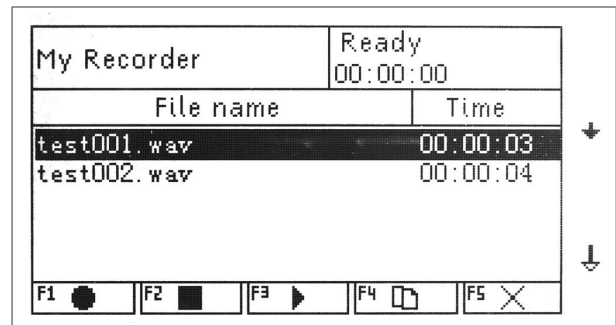 My Recorder
Ready
00:00:00
File name Time
test001.wav 00:00:03
test002.wav 00:00:04
F1 F2 F3 F4 F5